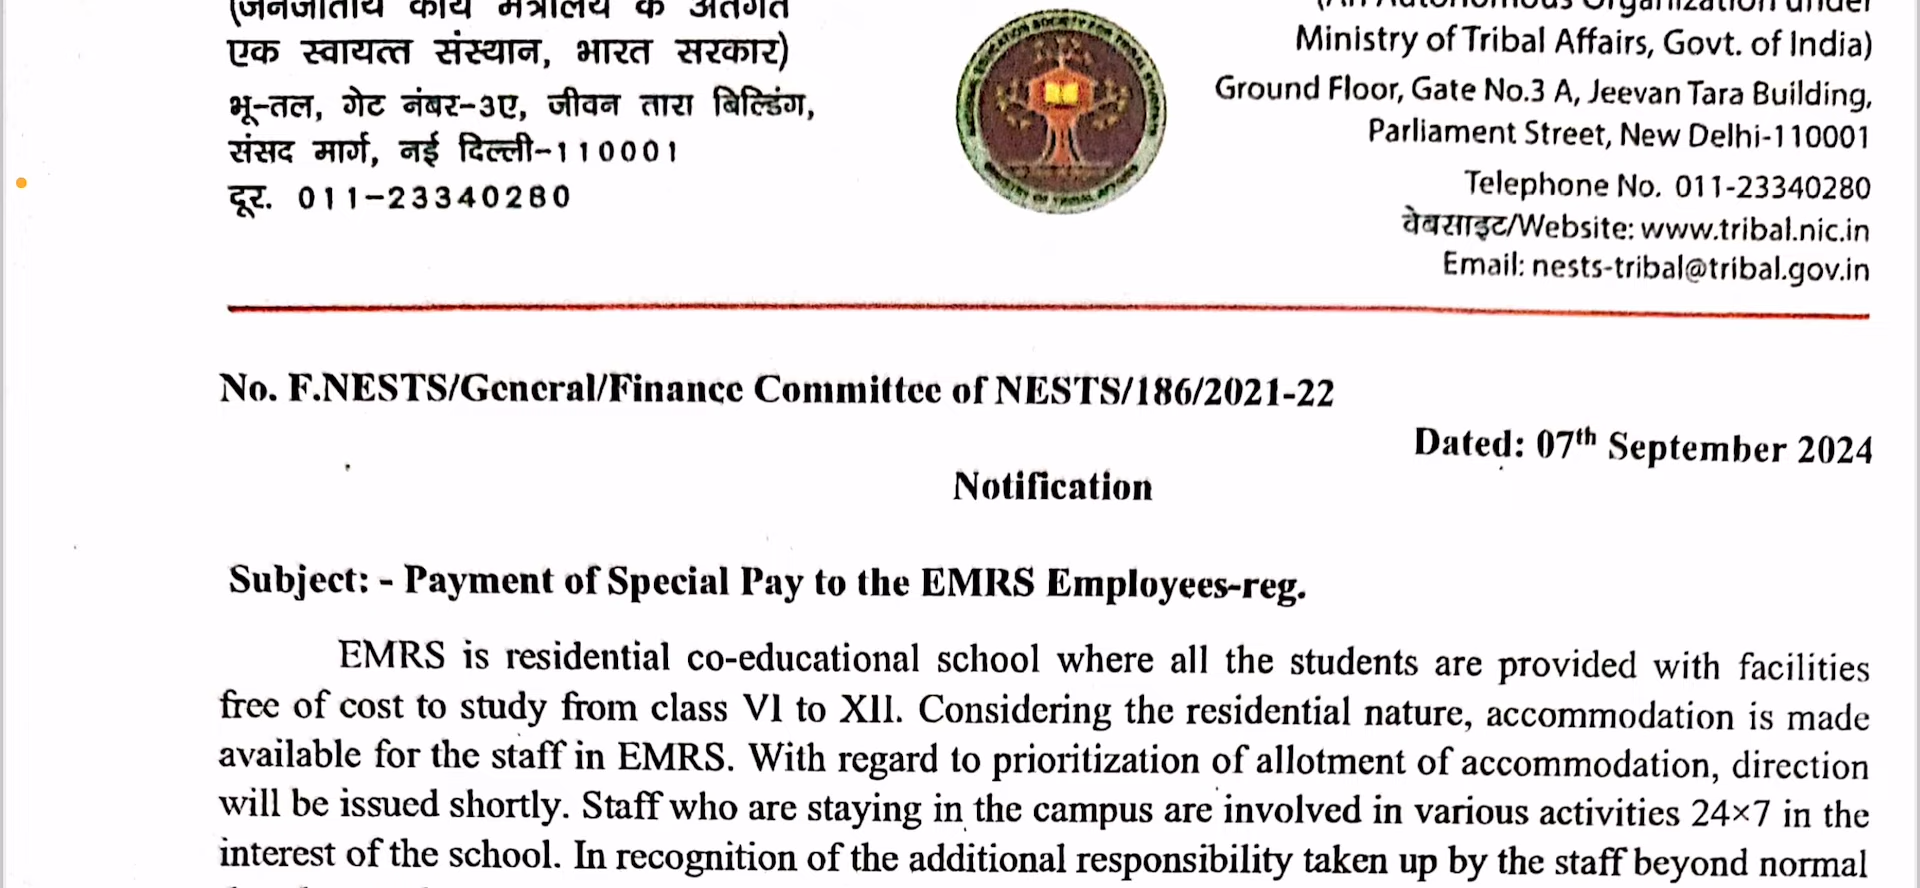 (जनजातीय कार्य मंत्रालय के अंतर्गत
एक स्वायत्त संस्थान, भारत सरकार)
भू-तल, गेट नंबर-3ए, जीवन तारा बिल्डिंग,
संसद मार्ग, नई दिल्ली-110001
दूर. 011-23340280
(An Autonomous Organization under
Ministry of Tribal Affairs, Govt. of India)
Ground Floor, Gate No.3 A, Jeevan Tara Building,
Parliament Street, New Delhi-110001
Telephone No. 011-23340280
वेबसाइट/Website: www.tribal.nic.in
Email: nests-tribal@tribal.gov.in
No. F.NESTS/General/Finance Committee of NESTS/186/2021-22
Dated: 07th September 2024
Notification
Subject: - Payment of Special Pay to the EMRS Employees-reg.
EMRS is residential co-educational school where all the students are provided with facilities
free of cost to study from class VI to XII. Considering the residential nature, accommodation is made
available for the staff in EMRS. With regard to prioritization of allotment of accommodation, direction
will be issued shortly. Staff who are staying in the campus are involved in various activities 24×7 in the
interest of the school. In recognition of the additional responsibility taken up by the staff beyond normal